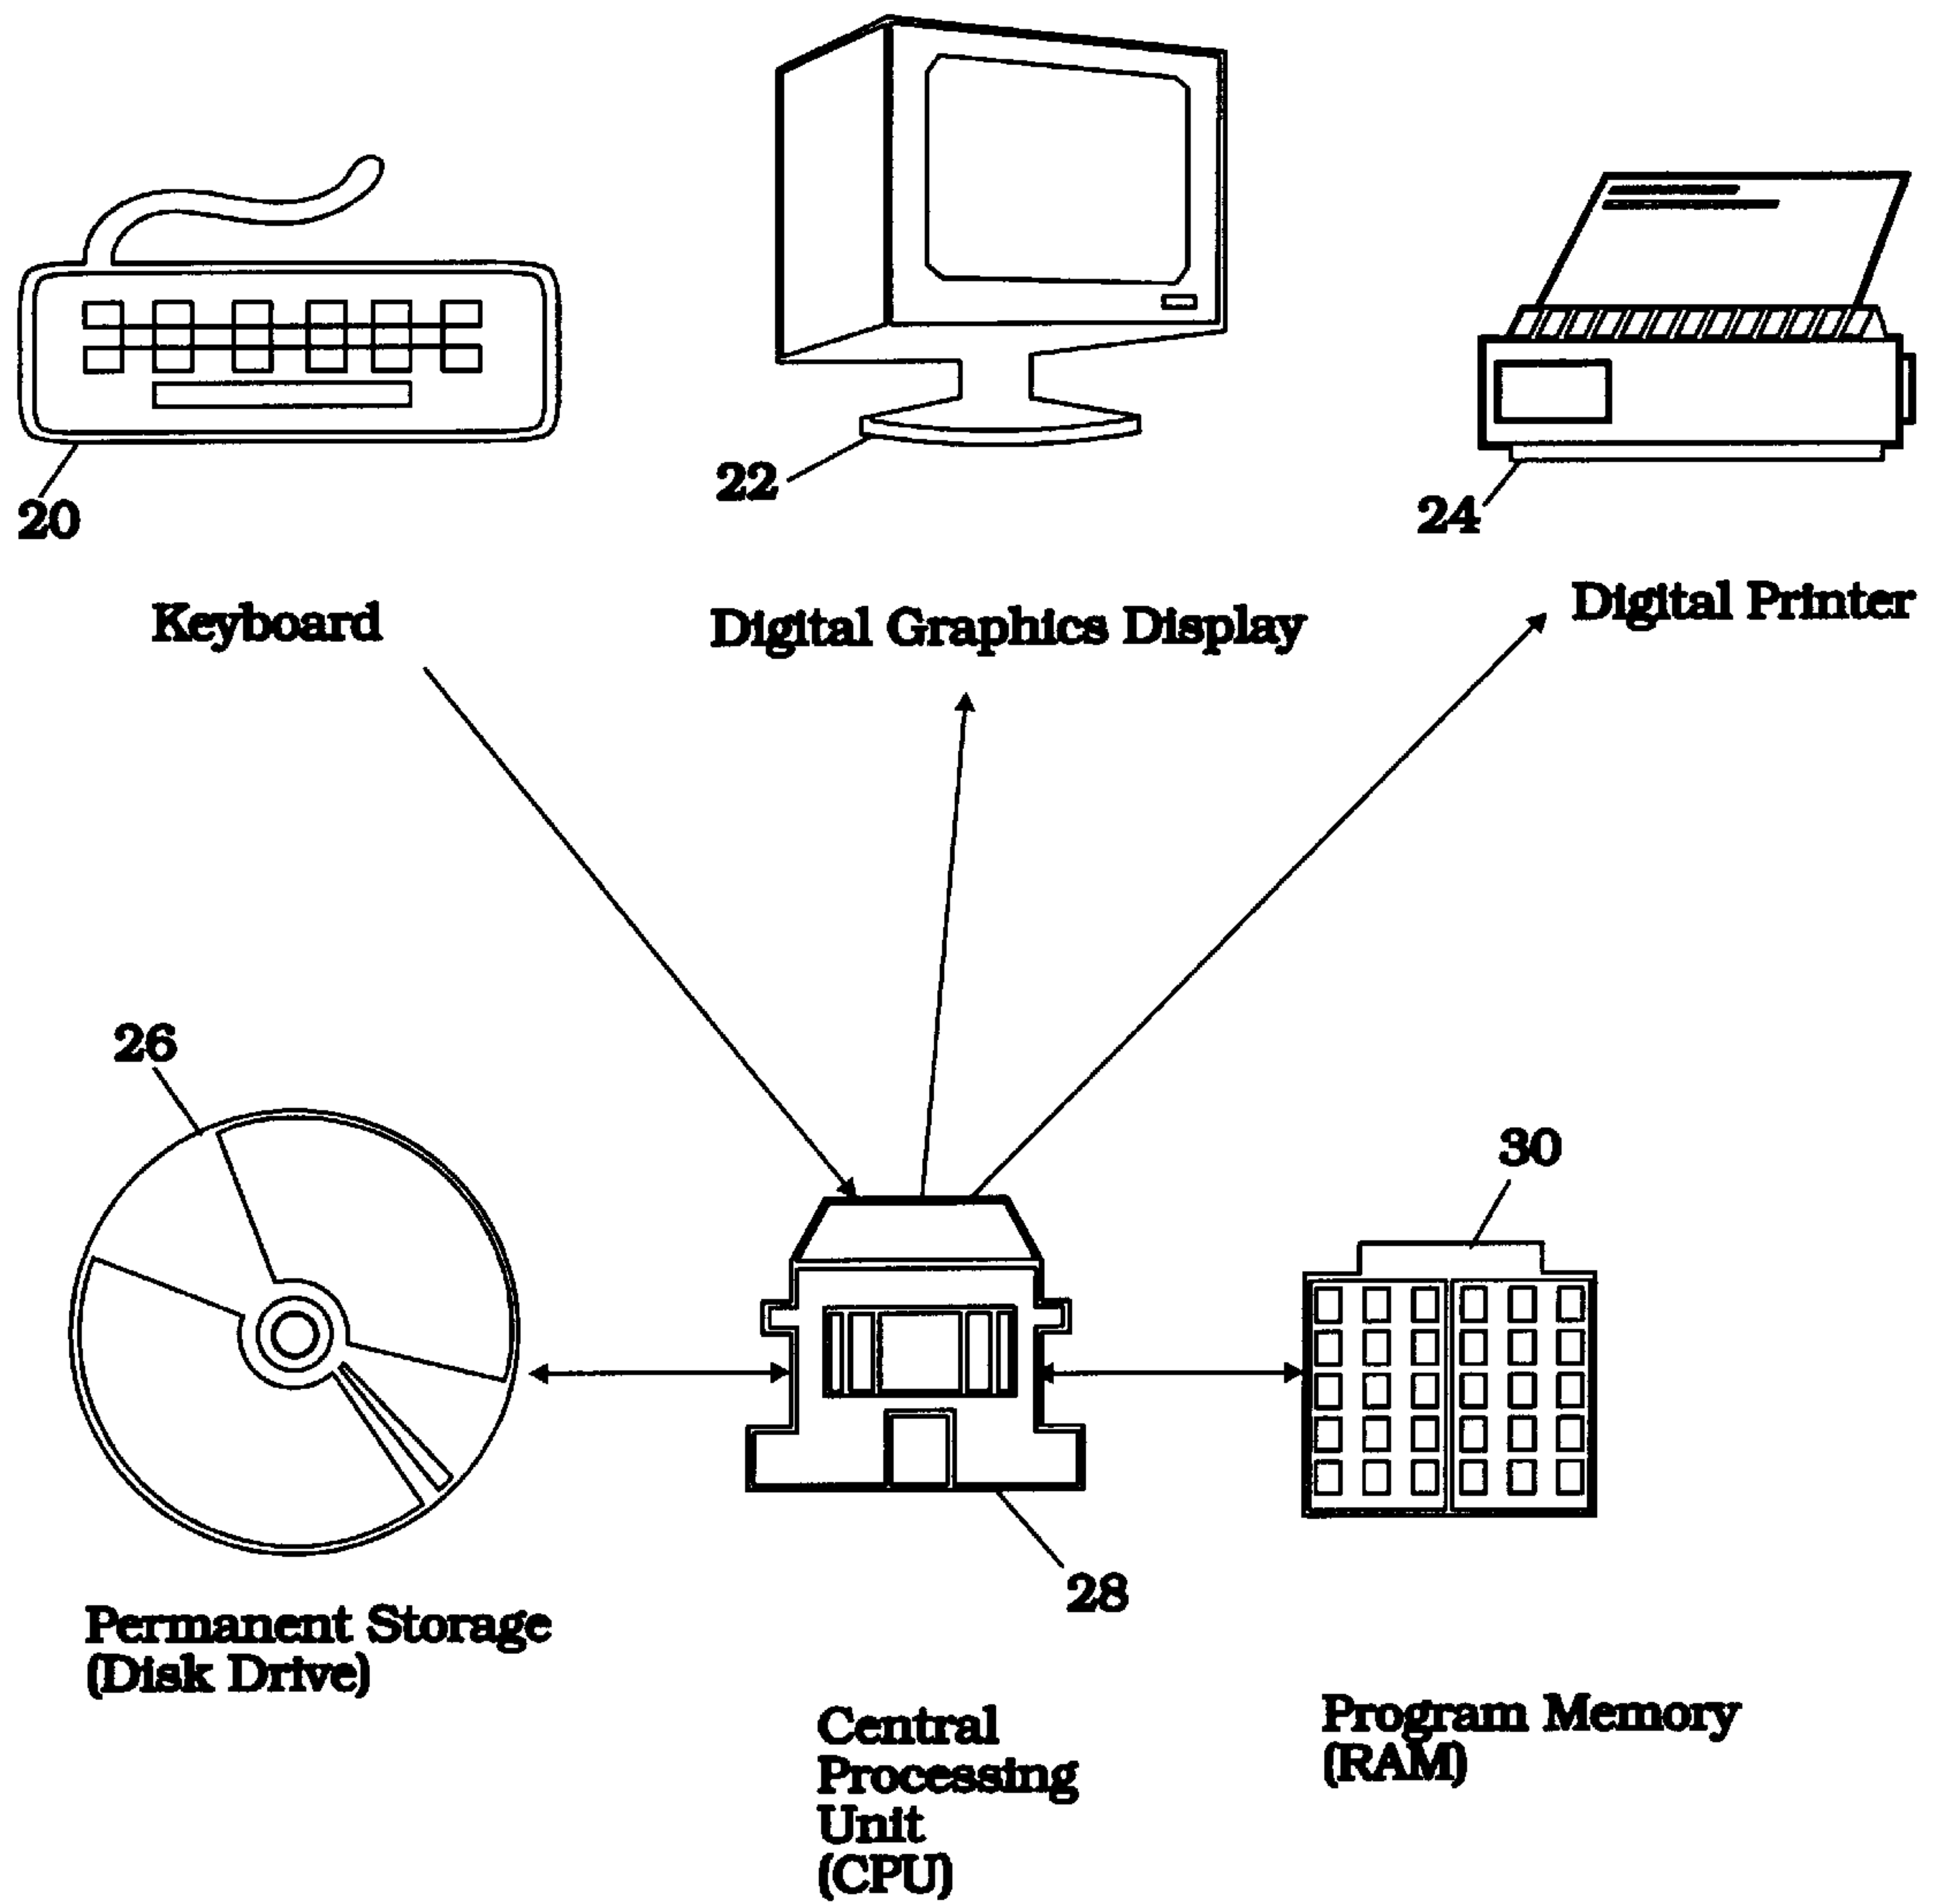 20
22
24
Keyboard
Digital Graphics Display
Digital Printer
26
30
28
Permanent Storage
(Disk Drive)
Central
Processing
Unit
(CPU)
Program Memory
(RAM)